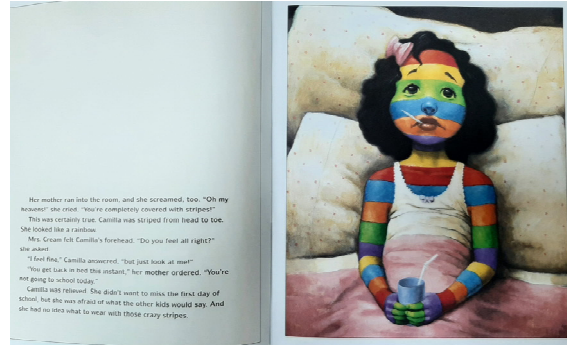 Her mother ran into the room, and she screamed, too. "Oh my
heavens!" she cried. "You're completely covered with stripes!"
This was certainly true. Camilla was striped from head to toe.
She looked like a rainbow.
Mrs. Cream felt Camilla's forehead. "Do you feel all right?"
she asked.
"I feel fine," Camilla answered, "but just look at me!"
"You get back in bed this instant," her mother ordered. "You're
not going to school today."
Camilla was relieved. She didn't want to miss the first day of
school, but she was afraid of what the other kids would say. And
she had no idea what to wear with those crazy stripes.